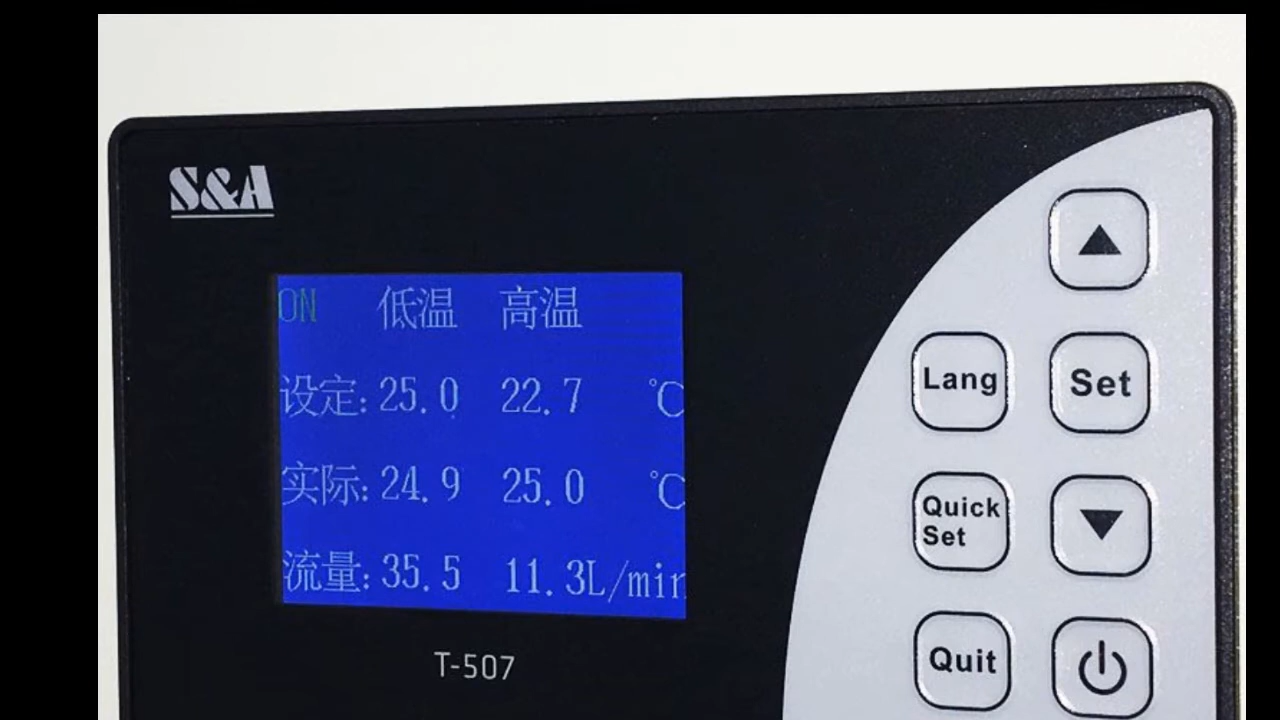 S&A
ON 低温 高温
设定: 25.0 22.7 ℃
实际: 24.9 25.0 ℃
流量: 35.5 11.3L/min
T-507
Lang
Set
Quick
Set
Quit